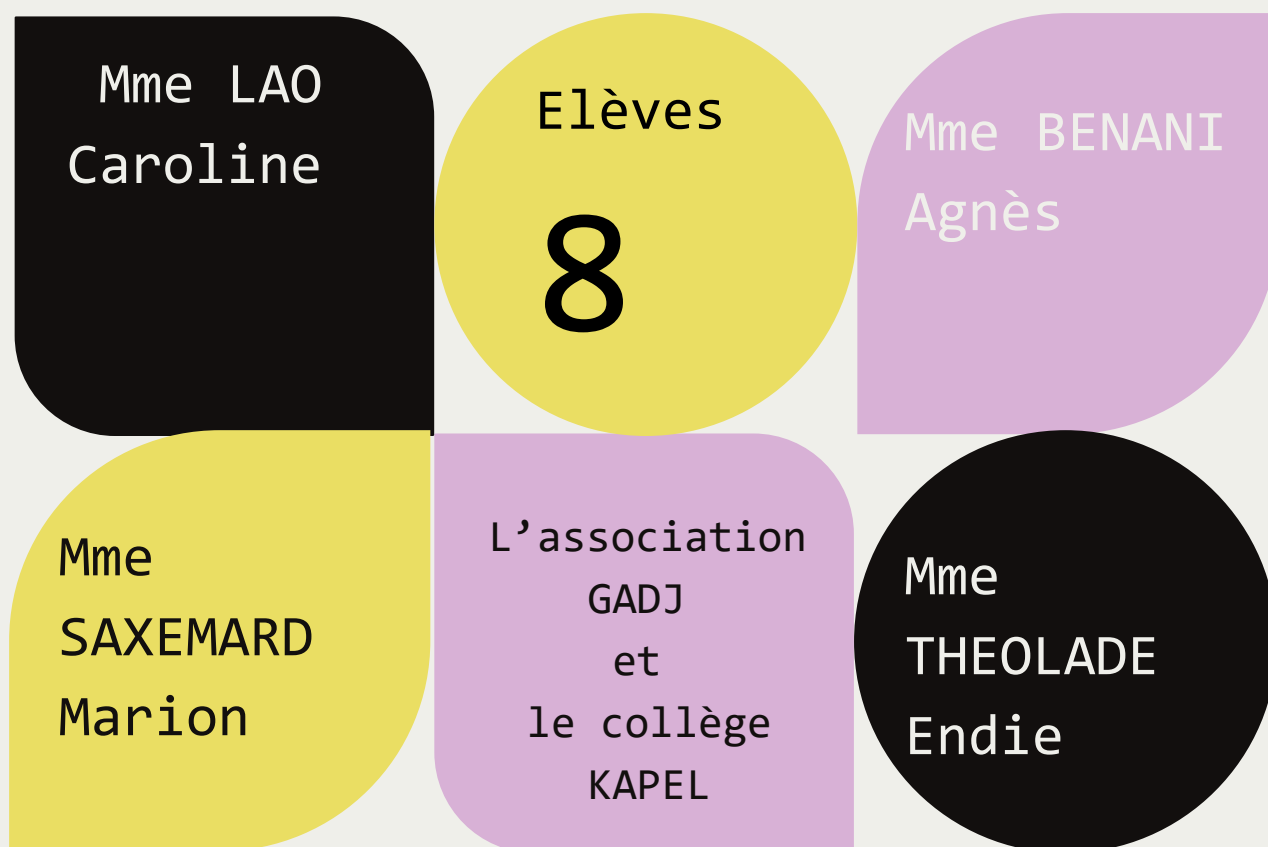 Mme LAO
Caroline
Elèves
8
Mme BENANI
Agnès
Mme
SAXEMARD
Marion
L’association
GADJ
et
le collège
KAPEL
Mme
THEOLADE
Endie